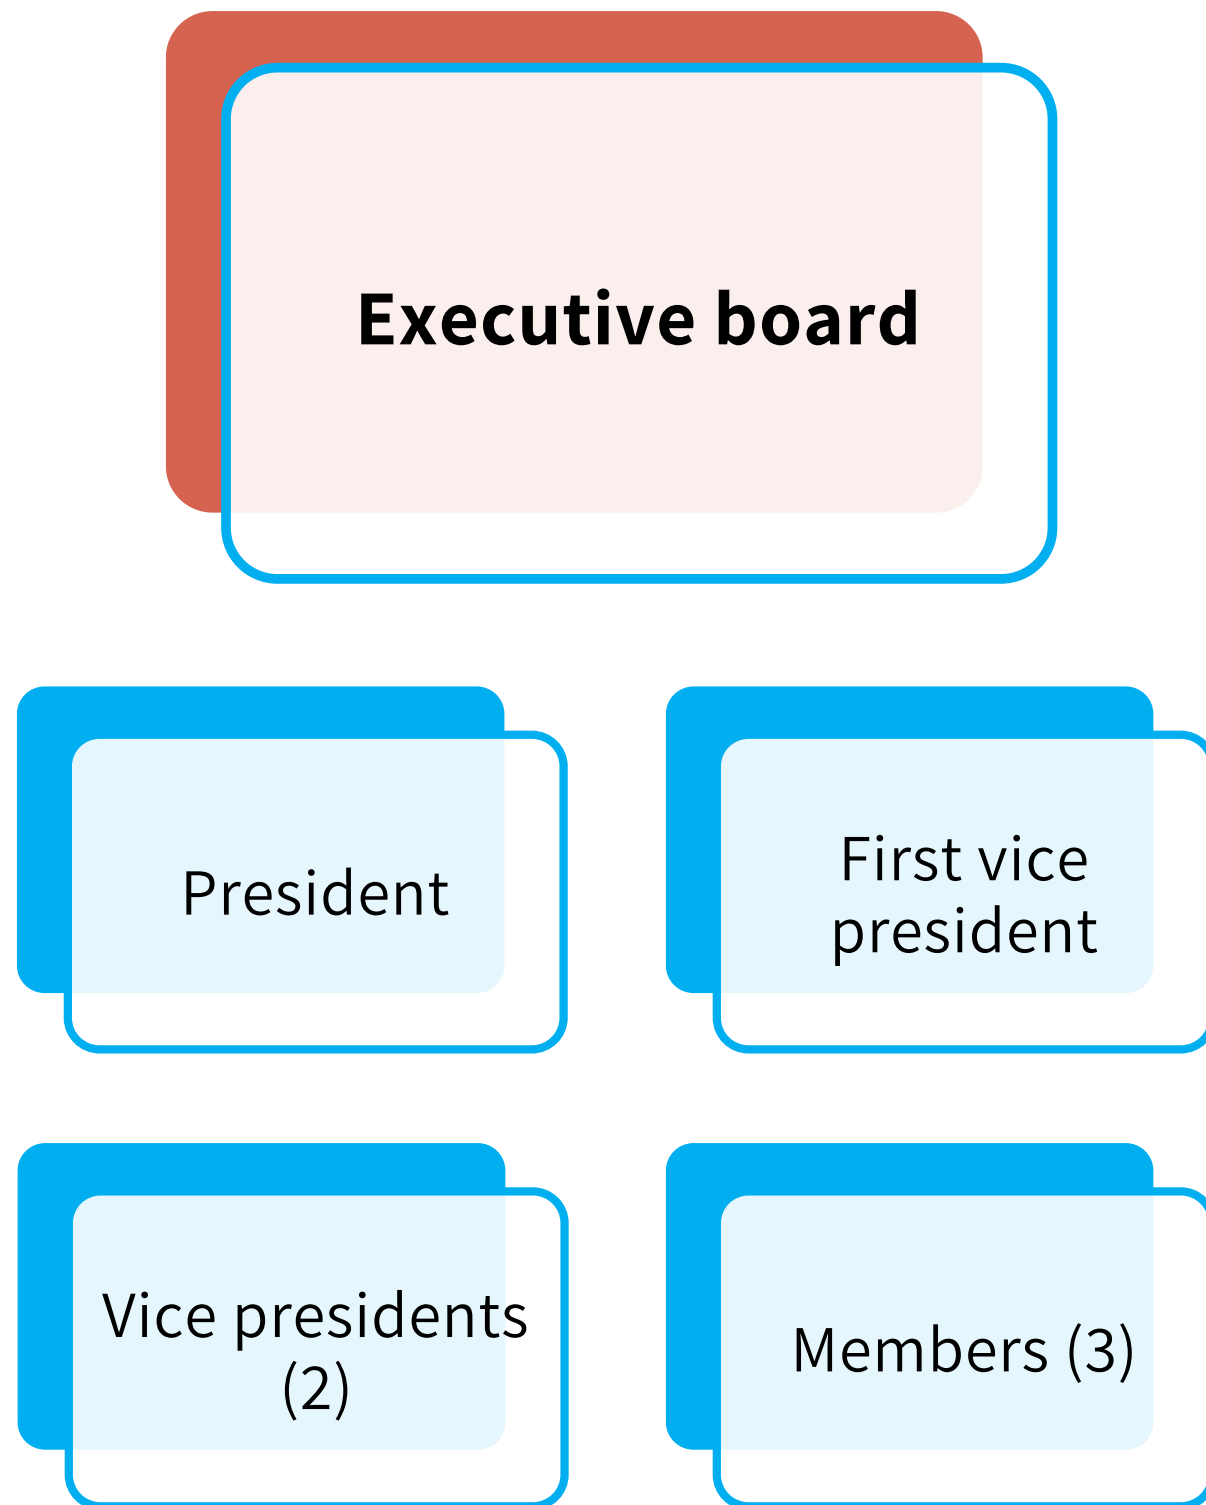 Executive board
President
First vice
president
Vice presidents
(2)
Members (3)